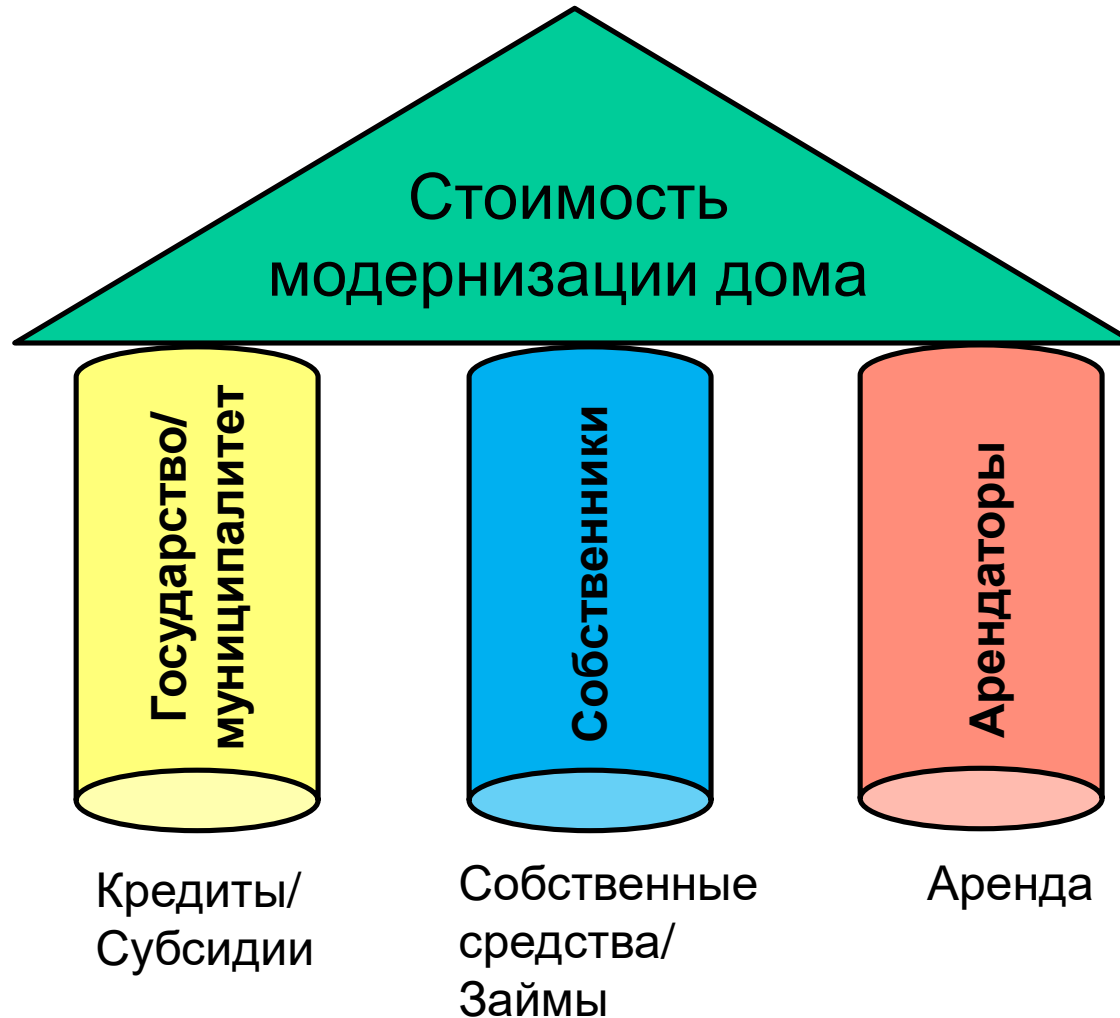 Стоимость
модернизации дома
Государство/
муниципалитет
Собственники
Арендаторы
Кредиты/
Субсидии
Собственные
средства/
Займы
Аренда